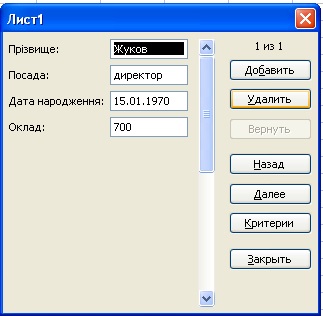 Лист1
Прізвище: Жуков
Посада: директор
Дата народження: 15.01.1970
Оклад: 700
1 из 1
Добавить
Удалить
Вернуть
Назад
Далее
Критерии
Закрыть